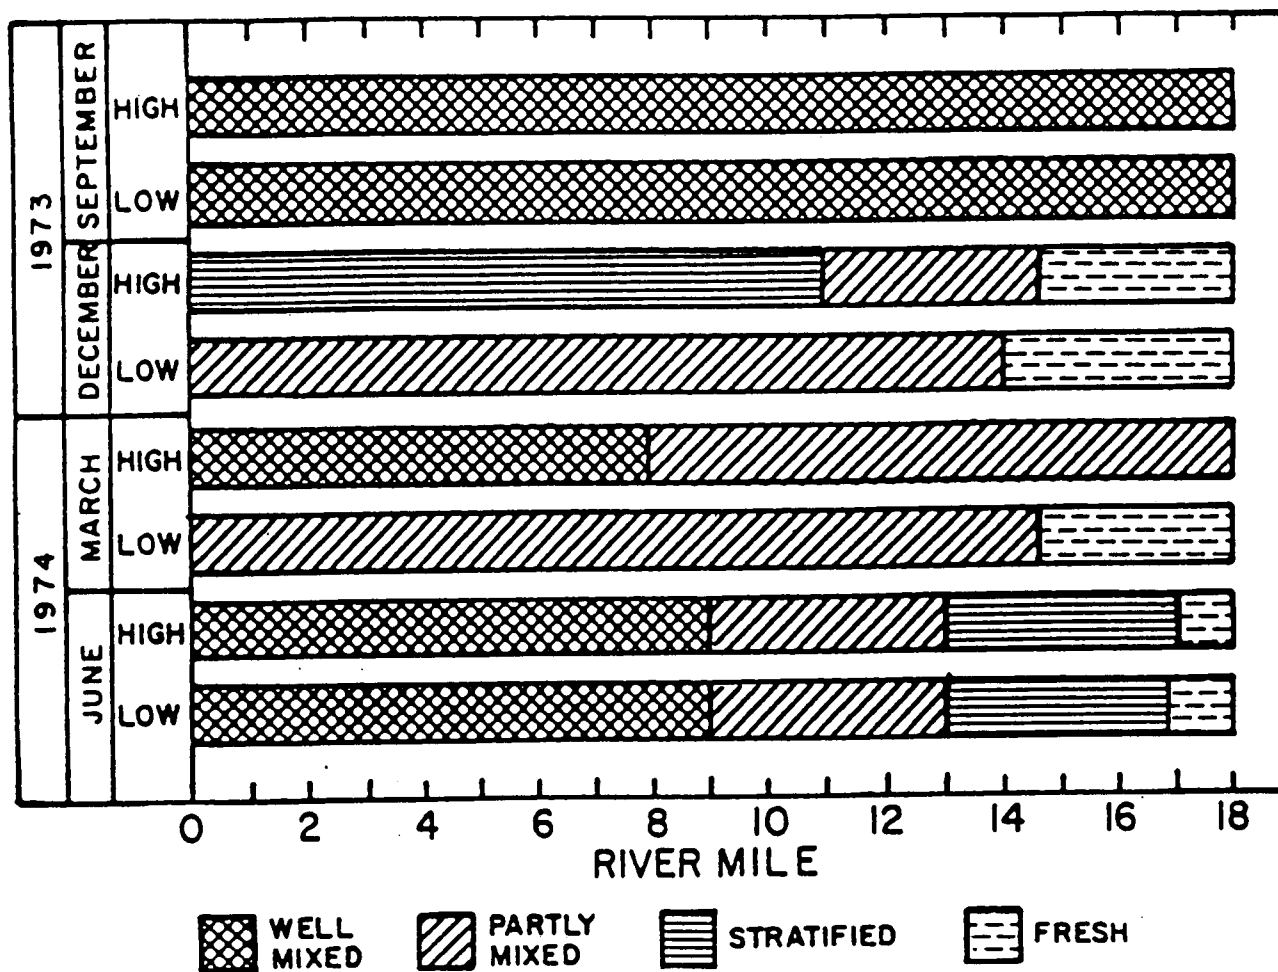 1973
SEPTEMBER
HIGH
LOW
DECEMBER
HIGH
LOW
1974
MARCH
HIGH
LOW
JUNE
HIGH
LOW
0 2 4 6 8 10 12 14 16 18
RIVER MILE
WELL
MIXED
PARTLY
MIXED
STRATIFIED
FRESH